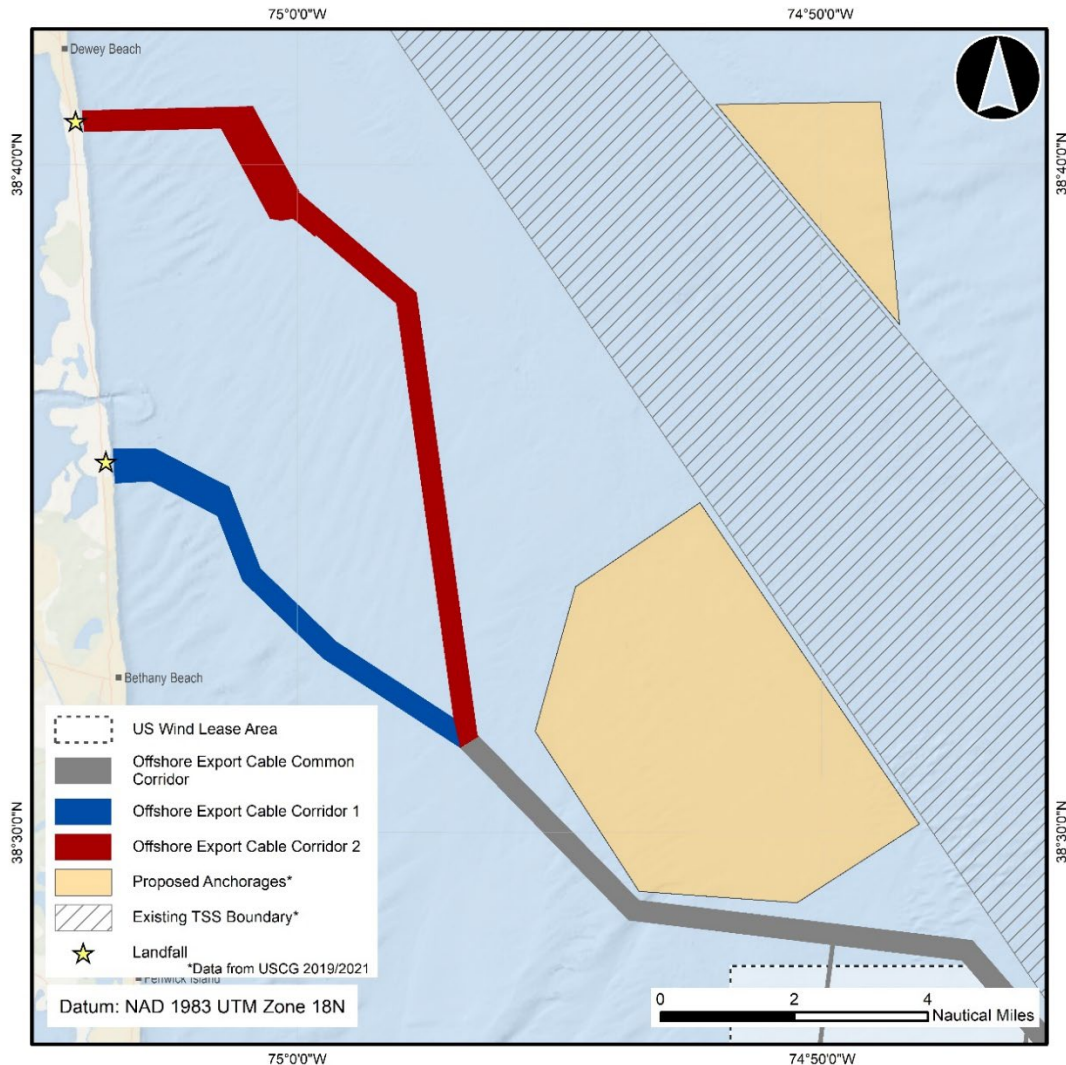 75°0'0"W
74°50'0"W
Dewey Beach
38°40'0"N
38°40'0"N
Bethany Beach
US Wind Lease Area
Offshore Export Cable Common
Corridor
Offshore Export Cable Corridor 1
Offshore Export Cable Corridor 2
38°30'0"N
38°30'0"N
Proposed Anchorages*
Existing TSS Boundary*
Landfall
*Data from USCG 2019/2021
Fenwick Island
Datum: NAD 1983 UTM Zone 18N
0 2 4
Nautical Miles
75°0'0"W
74°50'0"W